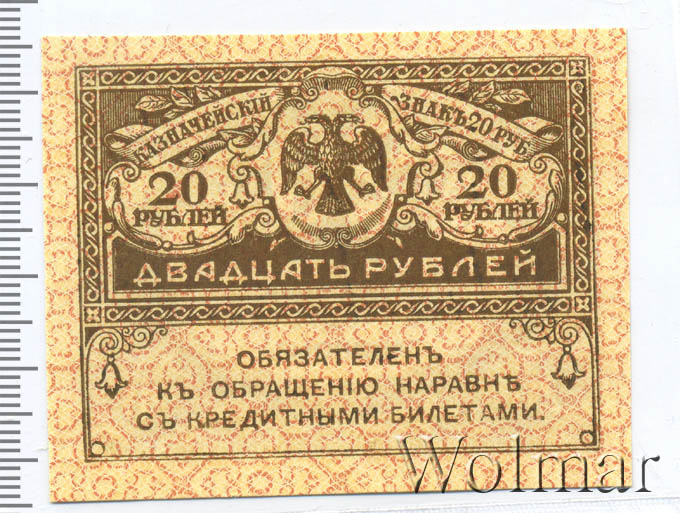 КАЗНАЧЕЙСКІЙ ЗНАКЪ 20 РУБ.
20 РУБЛЕЙ
20 РУБЛЕЙ
ДВАДЦАТЬ РУБЛЕЙ
ОБЯЗАТЕЛЕНЪ
КЪ ОБРАЩЕНІЮ НАРАВНѢ
СЪ КРЕДИТНЫМИ БИЛЕТАМИ.
Wolmar